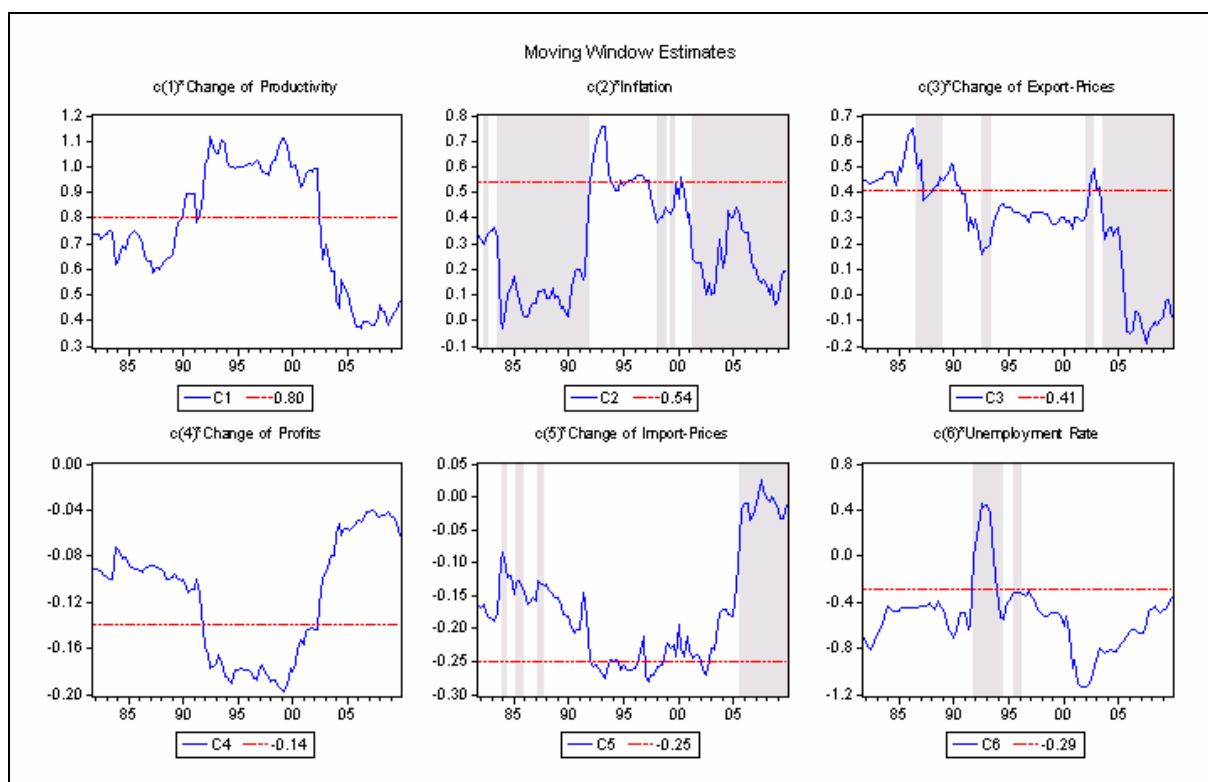 Moving Window Estimates
c(1)*Change of Productivity
1.2
1.1
1.0
0.9
0.8
0.7
0.6
0.5
0.4
0.3
85 90 95 00 05
C1 0.80
c(2)*Inflation
0.8
0.7
0.6
0.5
0.4
0.3
0.2
0.1
0.0
-0.1
85 90 95 00 05
C2 0.54
c(3)*Change of Export-Prices
0.7
0.6
0.5
0.4
0.3
0.2
0.1
0.0
-0.1
-0.2
85 90 95 00 05
C3 0.41
c(4)*Change of Profits
0.00
-0.04
-0.08
-0.12
-0.16
-0.20
85 90 95 00 05
C4 -0.14
c(5)*Change of Import-Prices
0.05
0.00
-0.05
-0.10
-0.15
-0.20
-0.25
-0.30
85 90 95 00 05
C5 -0.25
c(6)*Unemployment Rate
0.8
0.4
0.0
-0.4
-0.8
-1.2
85 90 95 00 05
C6 -0.29